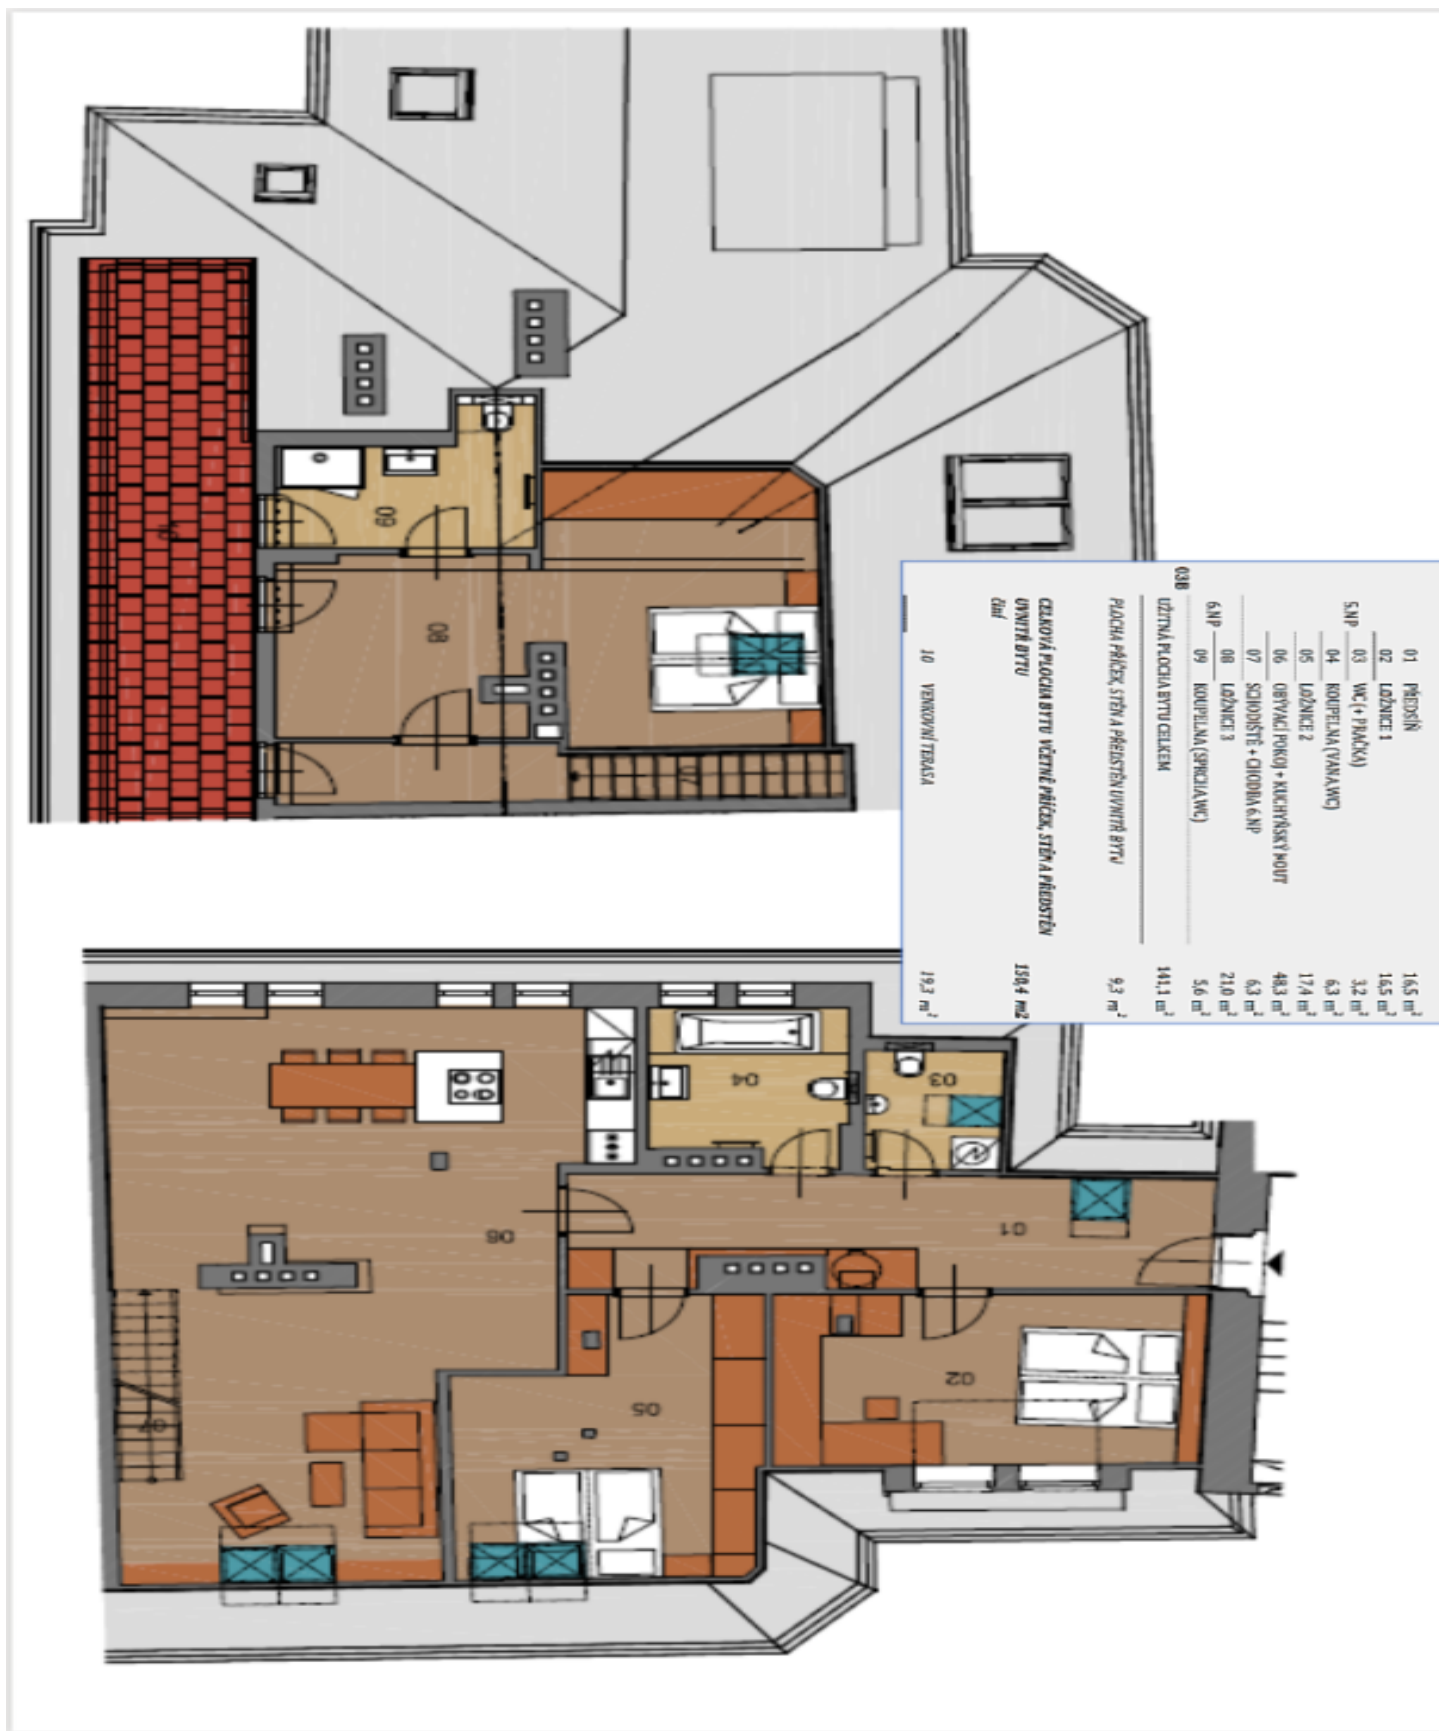 01 PŘEDSÍŇ 16,5 m²
02 LOŽNICE 1 16,5 m²
5.NP 03 WC (+ PRAČKA) 3,2 m²
04 KOUPELNA (VANA,WC) 6,3 m²
05 LOŽNICE 2 17,4 m²
06 OBÝVACÍ POKOJ + KUCHYŇSKÝ KOUT 48,3 m²
07 SCHODIŠTĚ + CHODBA 6.NP 6,3 m²
08 LOŽNICE 3 21,0 m²
6.NP
09 KOUPELNA (SPRCHA,WC) 5,6 m²
03B
UŽITNÁ PLOCHA BYTU CELKEM 141,1 m²
PLOCHA PŘÍČEK, STĚN A PŘEDSTĚN UVNITŘ BYTU 9,3 m²
CELKOVÁ PLOCHA BYTU VČETNĚ PŘÍČEK, STĚN A PŘEDSTĚN
UVNITŘ BYTU 150,4 m2
činí
10 VENKOVNÍ TERASA 19,3 m²
10
09
08
07
04
03
06
01
02
05
07